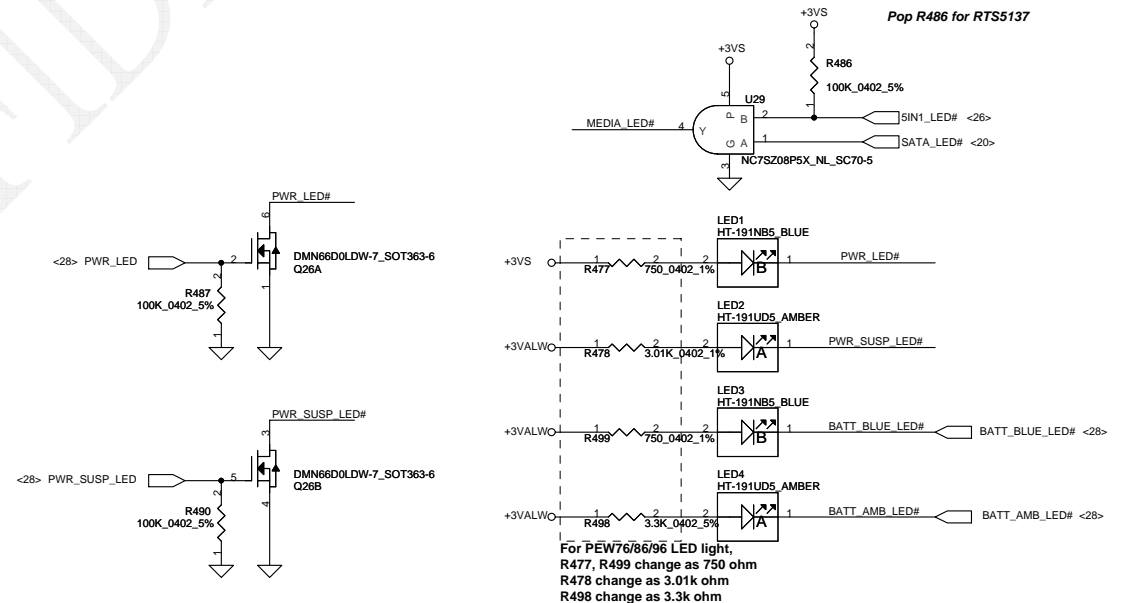 +3VS
Pop R486 for RTS5137
+3VS
2
R486
100K_0402_5%
1
5
U29
P
B
2
5IN1_LED# <26>
MEDIA_LED#
4
Y
G
A
1
SATA_LED# <20>
3
NC7SZ08P5X_NL_SC70-5
PWR_LED#
6
<28> PWR_LED
2
DMN66D0LDW-7_SOT363-6
Q26A
2
R487
100K_0402_5%
1
1
LED1
HT-191NB5_BLUE
+3VS
1
2
2
R477
750_0402_1%
B
1
PWR_LED#
LED2
HT-191UD5_AMBER
+3VALW
1
2
2
R478
3.01K_0402_1%
A
1
PWR_SUSP_LED#
PWR_SUSP_LED#
3
<28> PWR_SUSP_LED
5
DMN66D0LDW-7_SOT363-6
Q26B
2
R490
100K_0402_5%
1
4
LED3
HT-191NB5_BLUE
+3VALW
1
2
2
R499
750_0402_1%
B
1
BATT_BLUE_LED#
BATT_BLUE_LED# <28>
LED4
HT-191UD5_AMBER
+3VALW
1
2
2
R498
3.3K_0402_5%
A
1
BATT_AMB_LED#
BATT_AMB_LED# <28>
For PEW76/86/96 LED light,
R477, R499 change as 750 ohm
R478 change as 3.01k ohm
R498 change as 3.3k ohm